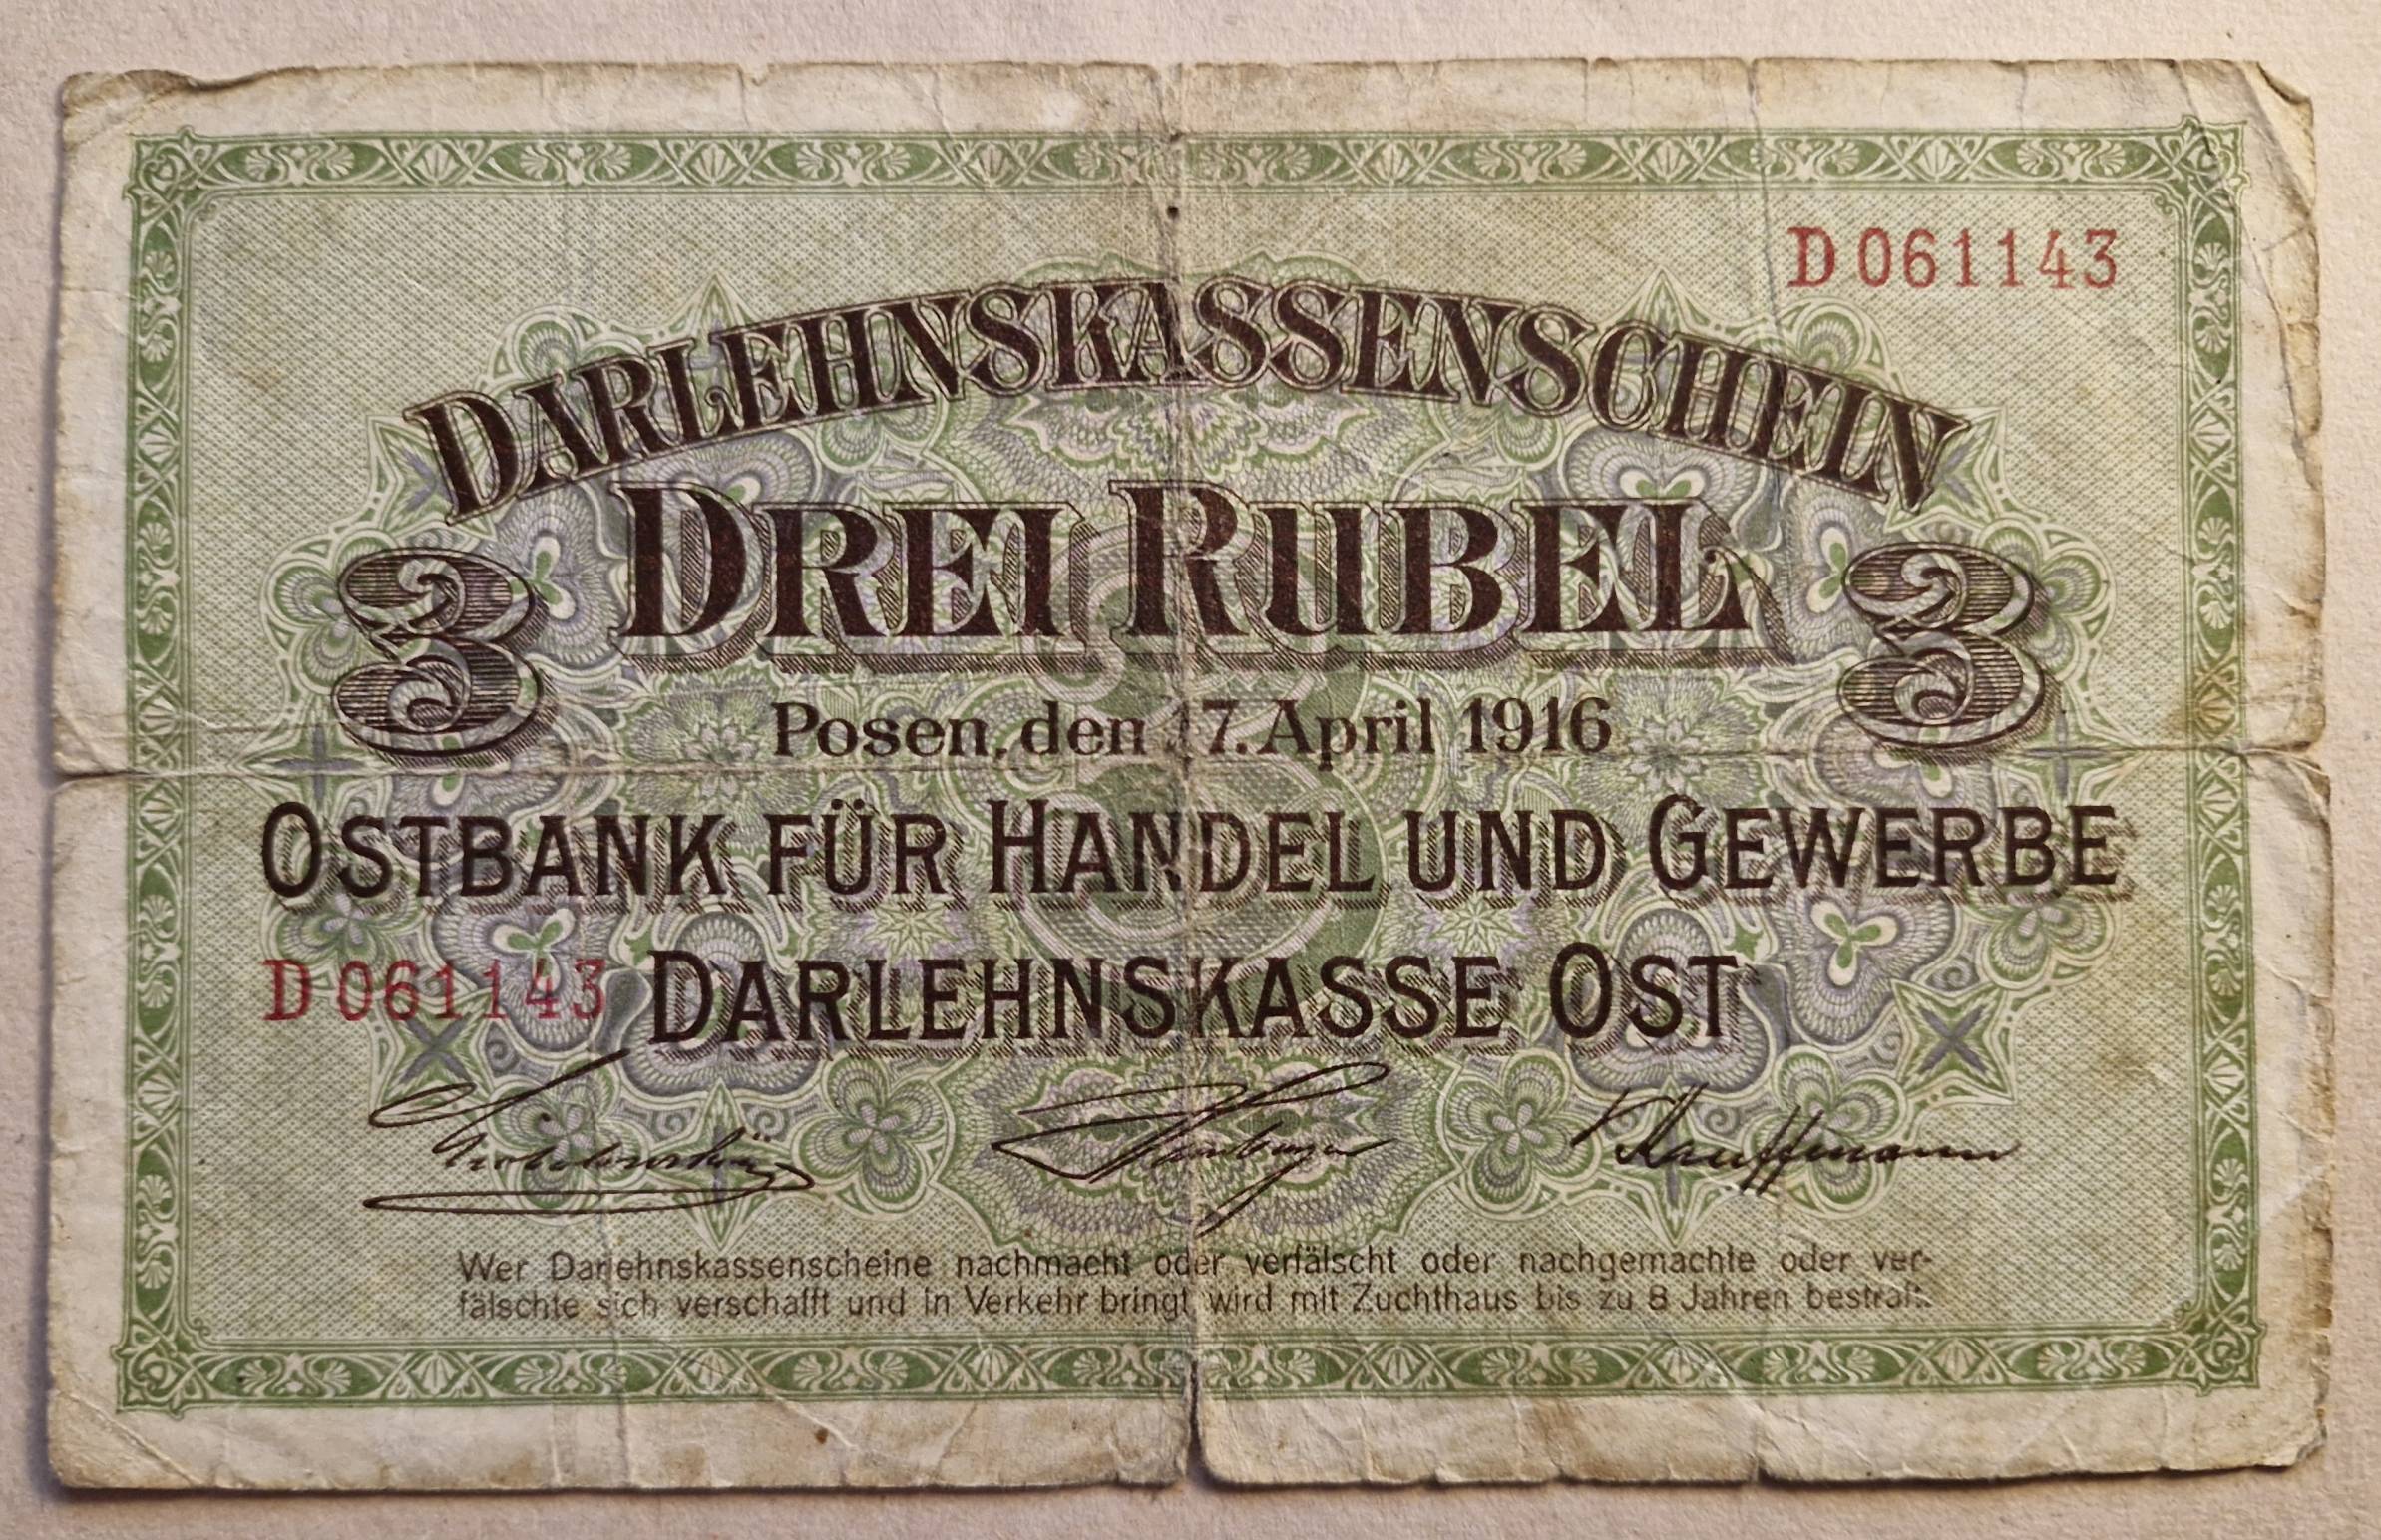 D 061143
DARLEHNSKASSENSCHEIN
3 DREI RUBEL 3
Posen, den 17. April 1916
OSTBANK FÜR HANDEL UND GEWERBE
D 061143 DARLEHNSKASSE OST
Kauffmann
Wer Darlehnskassenscheine nachmacht oder verfälscht oder nachgemachte oder ver-
fälschte sich verschafft und in Verkehr bringt, wird mit Zuchthaus bis zu 8 Jahren bestraft.